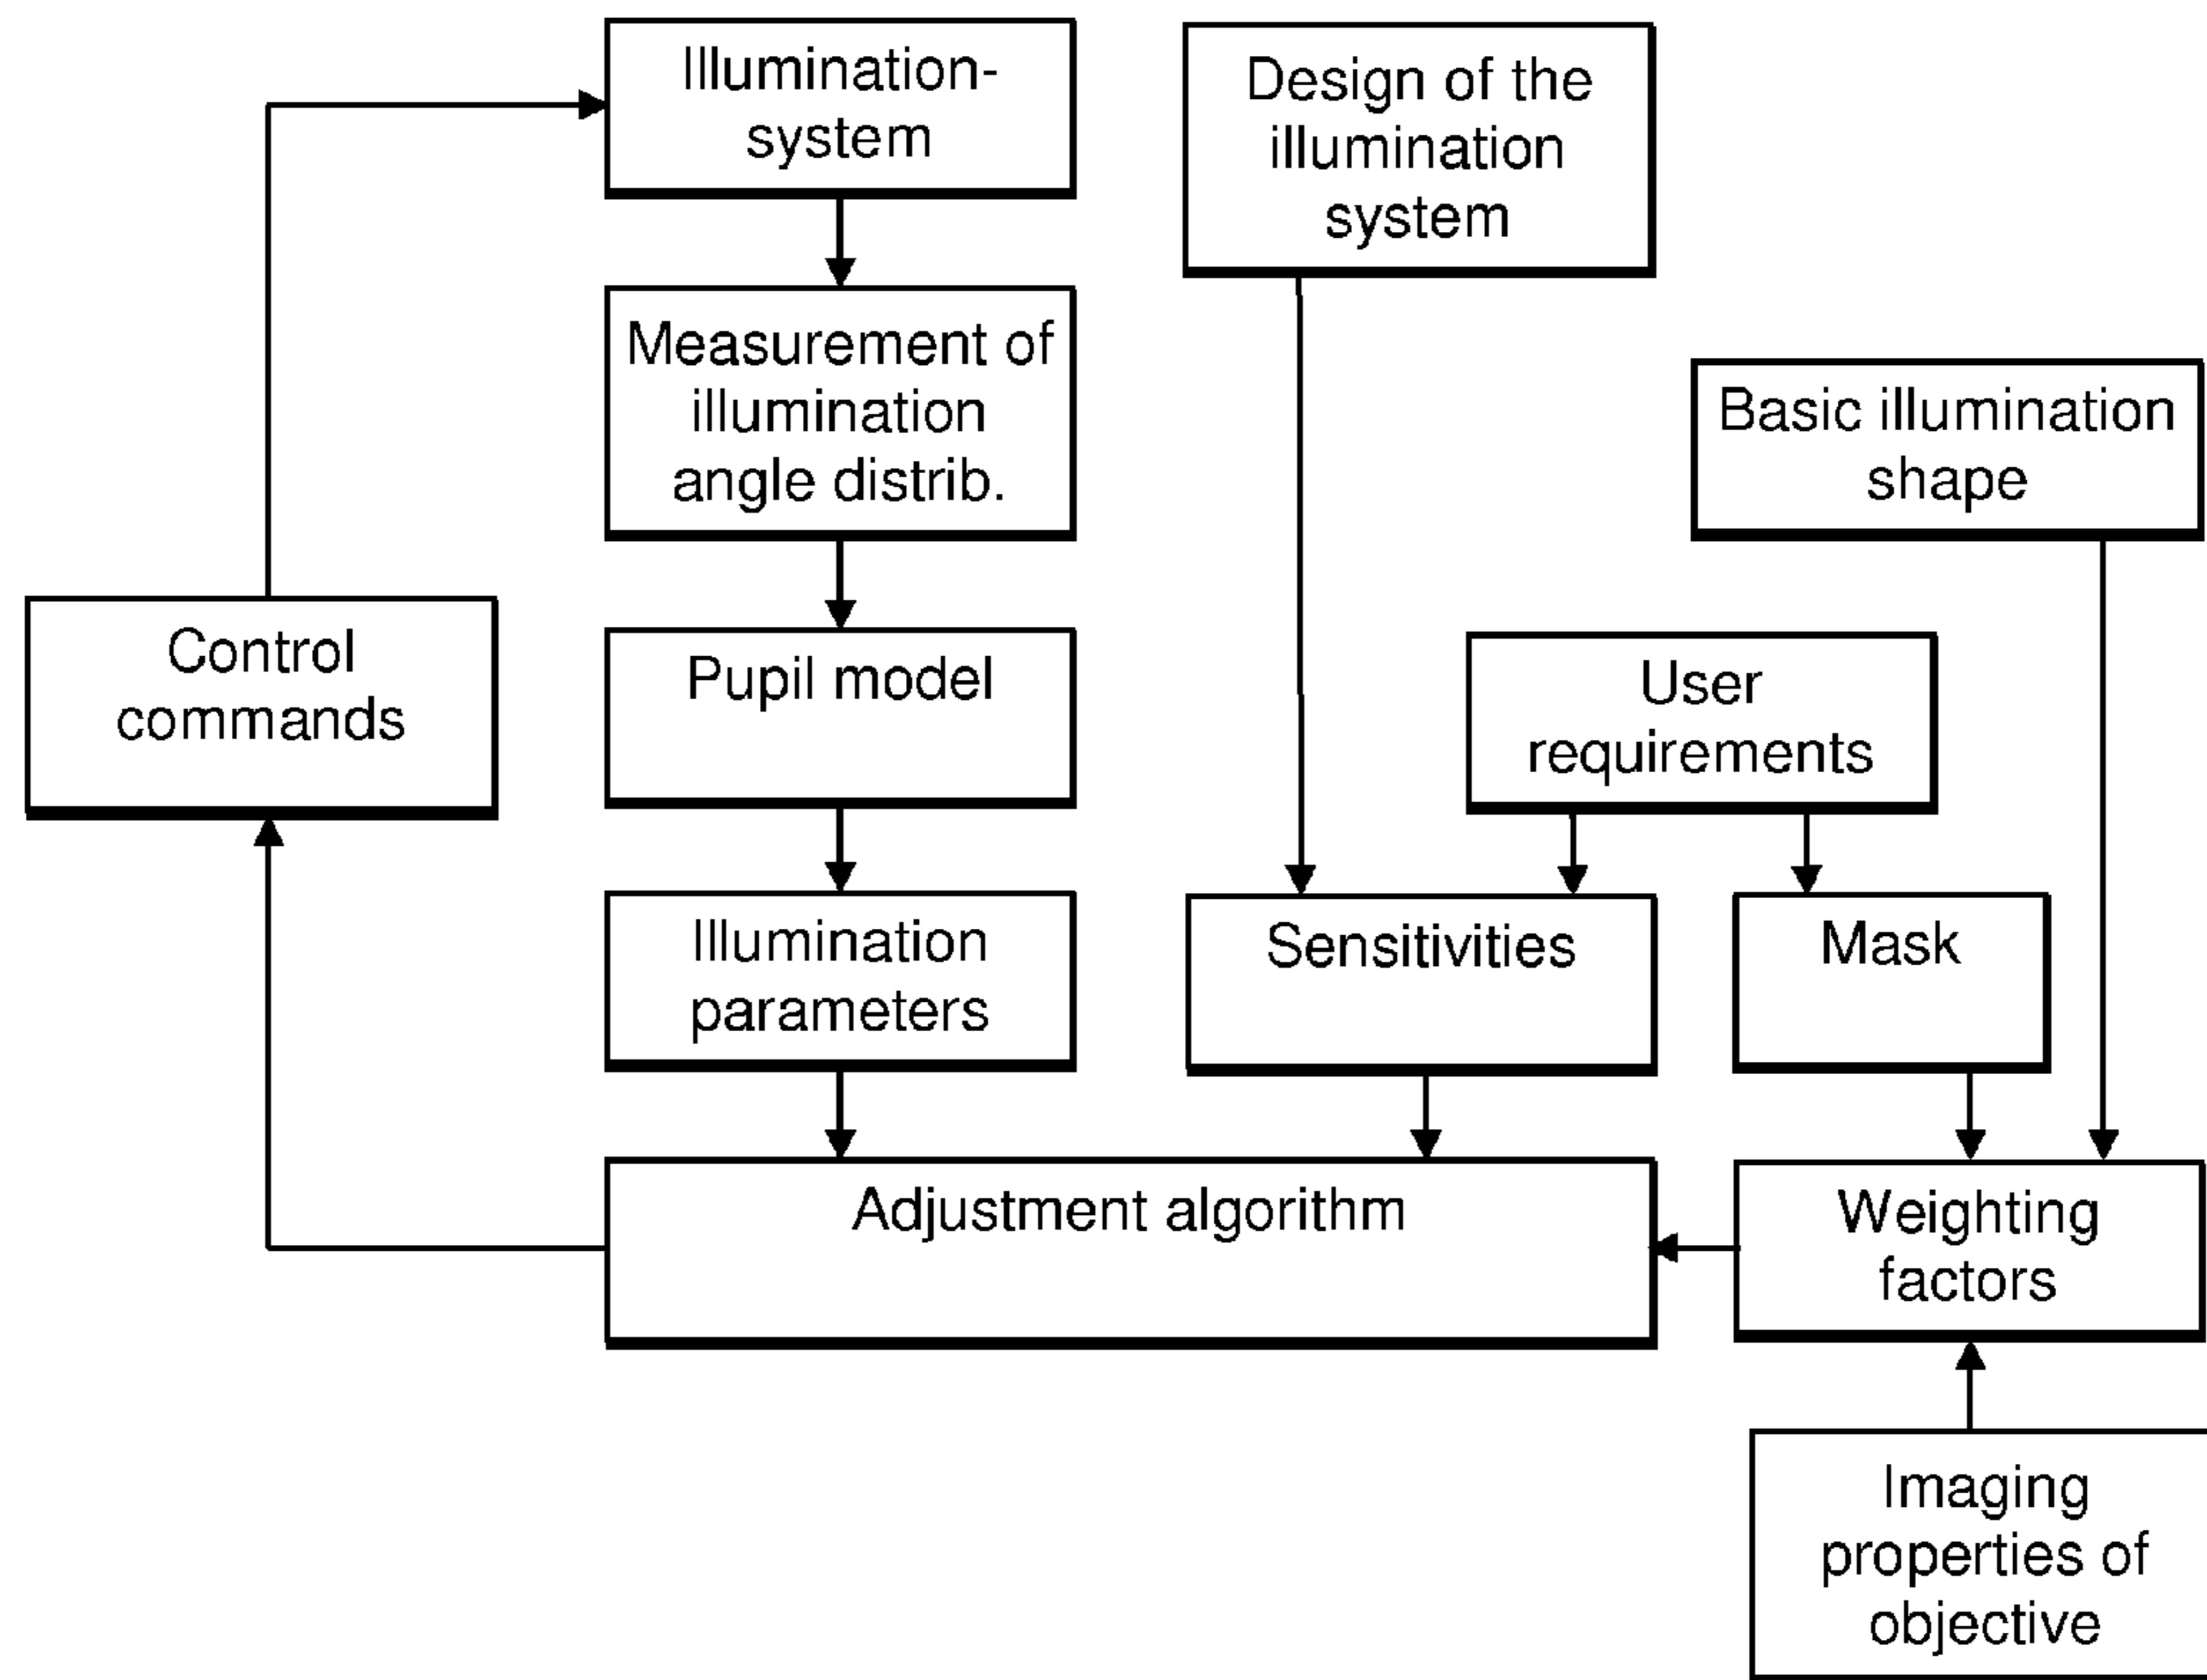 Illumination-
system
Design of the
illumination
system
Measurement of
illumination
angle distrib.
Basic illumination
shape
Control
commands
Pupil model
User
requirements
Illumination
parameters
Sensitivities
Mask
Adjustment algorithm
Weighting
factors
Imaging
properties of
objective